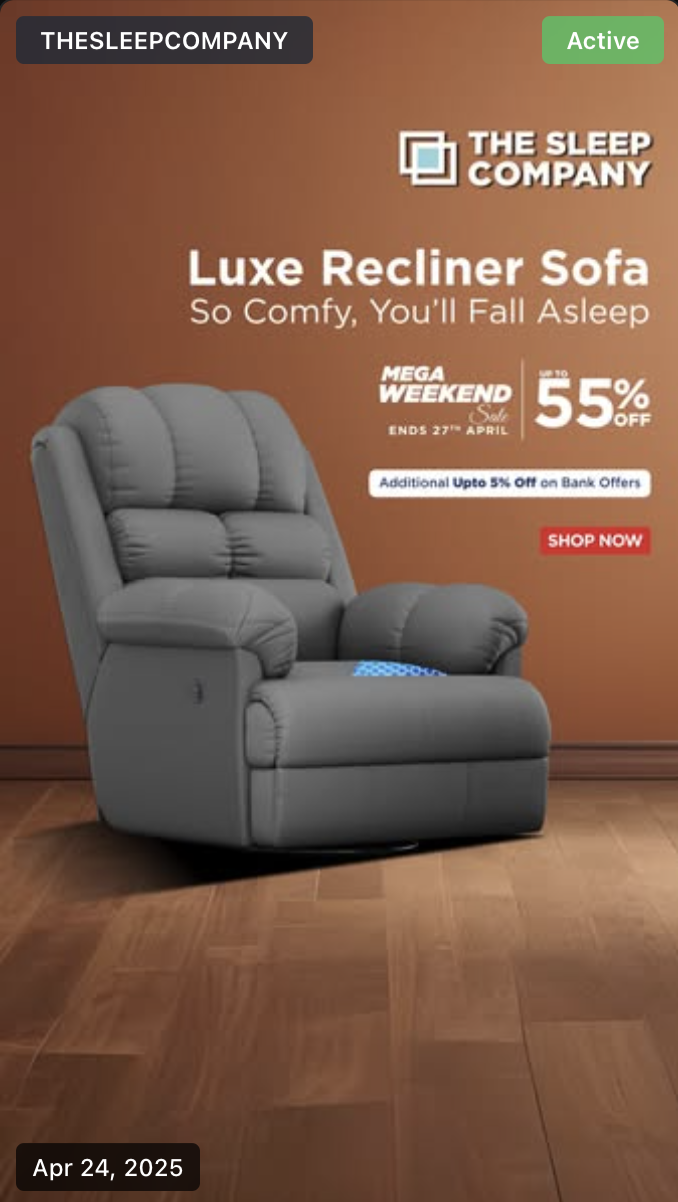 THESLEEPCOMPANY
Active
THE SLEEP
COMPANY
Luxe Recliner Sofa
So Comfy, You'll Fall Asleep
MEGA
WEEKEND
Sale
ENDS 27TH APRIL
UP TO
55%
OFF
Additional Upto 5% Off on Bank Offers
SHOP NOW
Apr 24, 2025